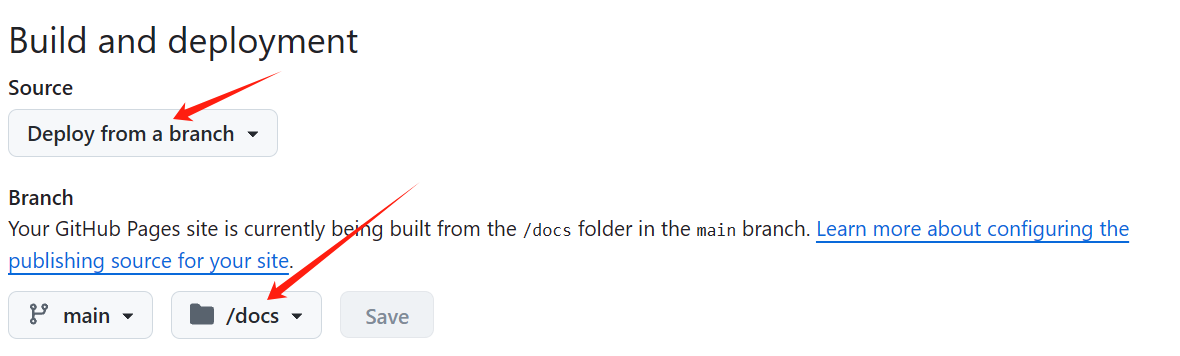 Build and deployment
Source
Deploy from a branch
Branch
Your GitHub Pages site is currently being built from the /docs folder in the main branch. Learn more about configuring the
publishing source for your site.
main /docs Save